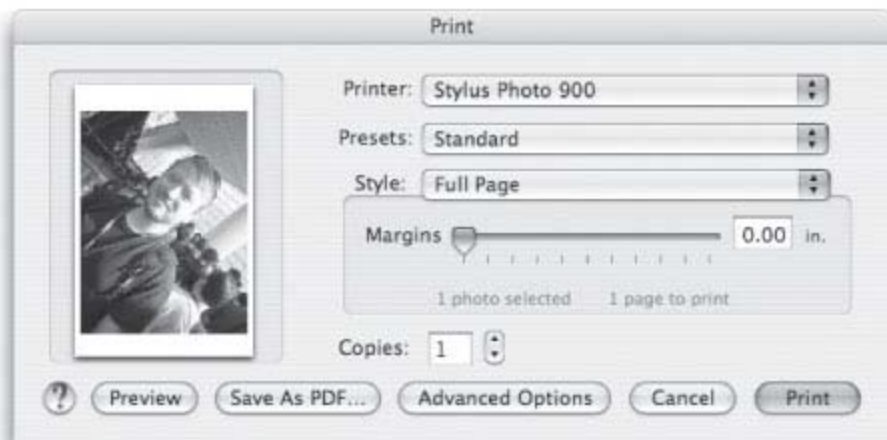 Print
Printer: Stylus Photo 900
Presets: Standard
Style: Full Page
Margins 0.00 in.
1 photo selected 1 page to print
Copies: 1
? Preview Save As PDF... Advanced Options Cancel Print